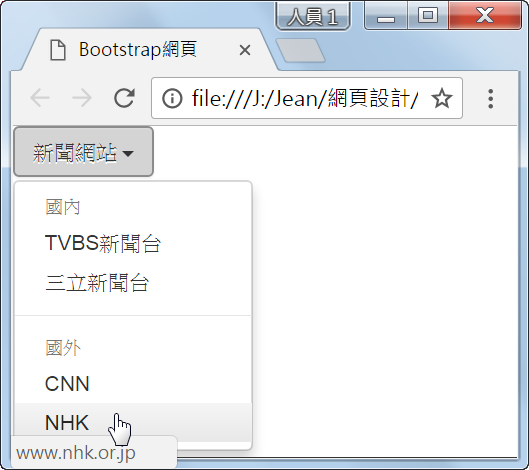 人員 1
Bootstrap網頁
file:///J:/Jean/網頁設計/
新聞網站
國內
TVBS新聞台
三立新聞台
國外
CNN
NHK
www.nhk.or.jp